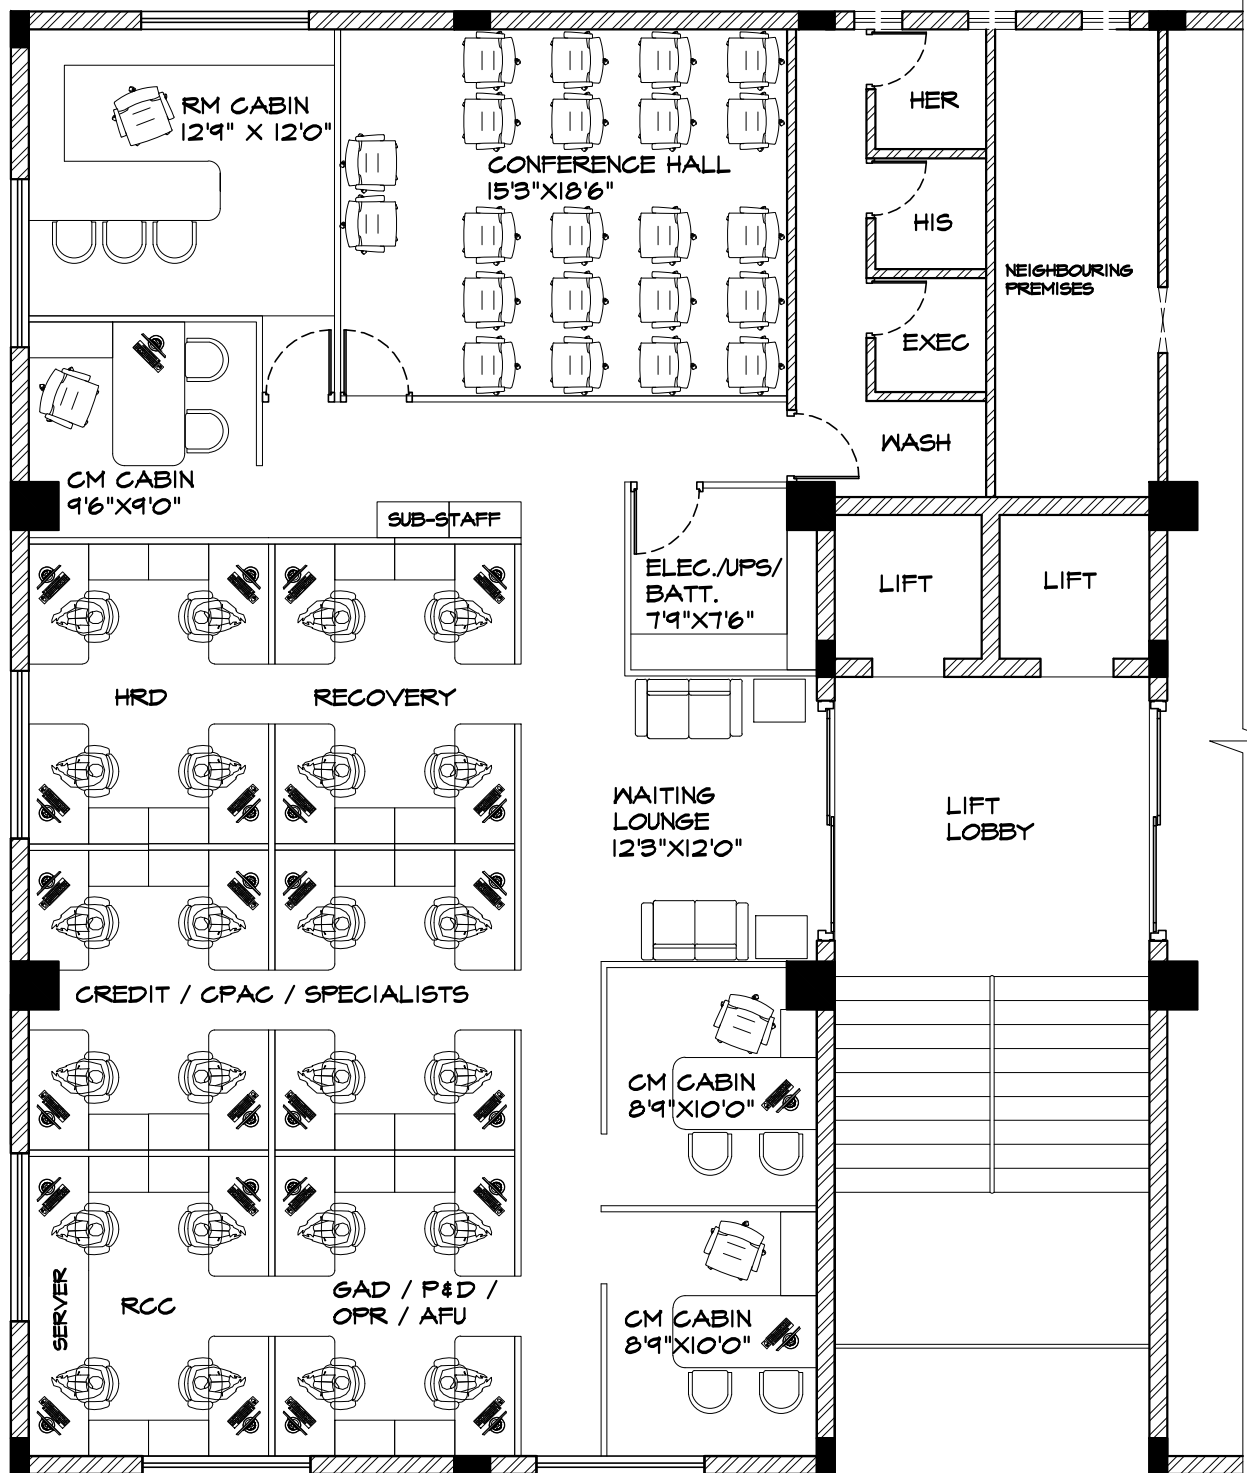 RM CABIN
12'9" X 12'0"
HER
CONFERENCE HALL
15'3"X18'6"
HIS
NEIGHBOURING
PREMISES
EXEC
WASH
CM CABIN
9'6"X9'0"
SUB-STAFF
ELEC./UPS/
BATT.
7'9"X7'6"
LIFT
LIFT
HRD
RECOVERY
WAITING
LOUNGE
12'3"X12'0"
LIFT
LOBBY
CREDIT / CPAC / SPECIALISTS
CM CABIN
8'9"X10'0"
SERVER
RCC
GAD / P&D /
OPR / AFU
CM CABIN
8'9"X10'0"